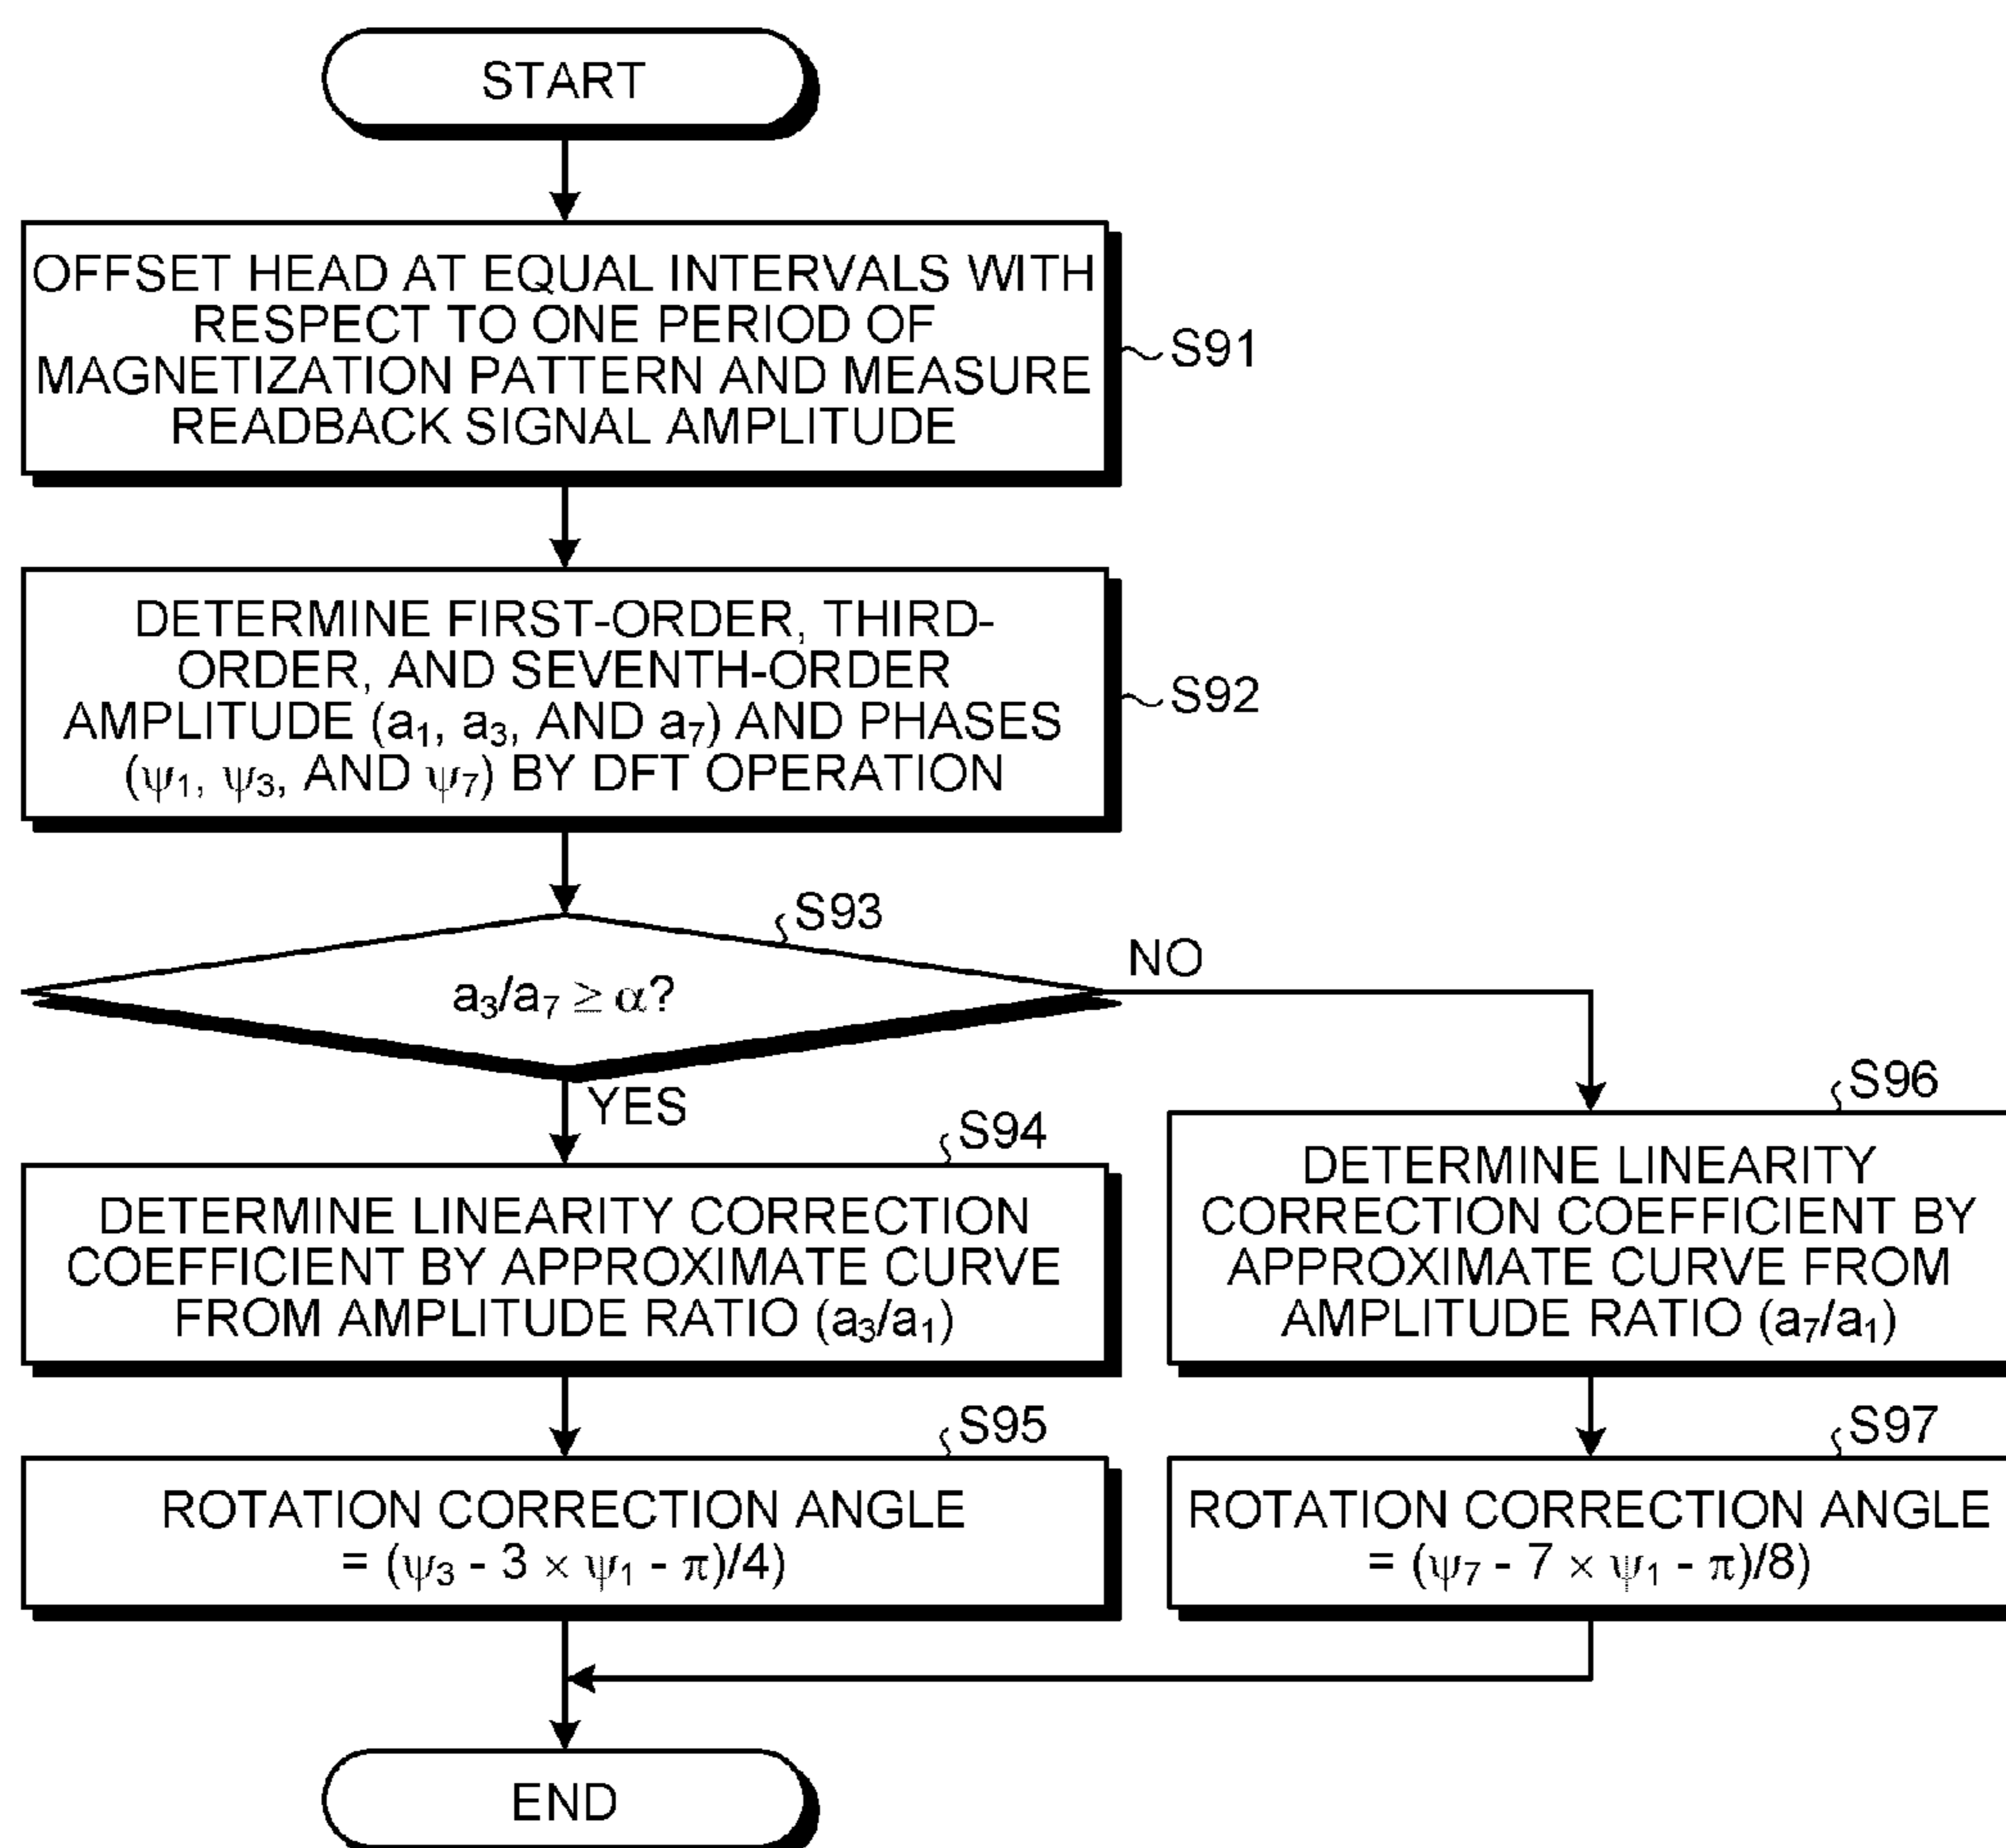 START
OFFSET HEAD AT EQUAL INTERVALS WITH
RESPECT TO ONE PERIOD OF
MAGNETIZATION PATTERN AND MEASURE
READBACK SIGNAL AMPLITUDE
S91
DETERMINE FIRST-ORDER, THIRD-
ORDER, AND SEVENTH-ORDER
AMPLITUDE (a₁, a₃, AND a₇) AND PHASES
(ψ₁, ψ₃, AND ψ₇) BY DFT OPERATION
S92
S93
a₃/a₇ ≥ α?
NO
YES
S94
DETERMINE LINEARITY CORRECTION
COEFFICIENT BY APPROXIMATE CURVE
FROM AMPLITUDE RATIO (a₃/a₁)
S95
ROTATION CORRECTION ANGLE
= (ψ₃ - 3 × ψ₁ - π)/4)
S96
DETERMINE LINEARITY
CORRECTION COEFFICIENT BY
APPROXIMATE CURVE FROM
AMPLITUDE RATIO (a₇/a₁)
S97
ROTATION CORRECTION ANGLE
= (ψ₇ - 7 × ψ₁ - π)/8)
END